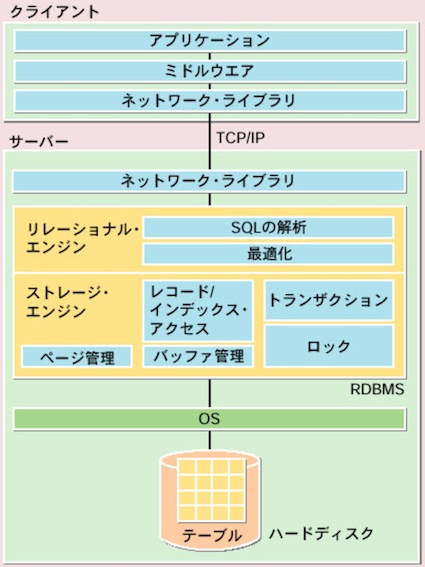 クライアント
アプリケーション
ミドルウエア
ネットワーク・ライブラリ
TCP/IP
サーバー
ネットワーク・ライブラリ
リレーショナル・
エンジン
SQLの解析
最適化
ストレージ・
エンジン
レコード/
インデックス・
アクセス
トランザクション
ページ管理
バッファ管理
ロック
RDBMS
OS
テーブル
ハードディスク